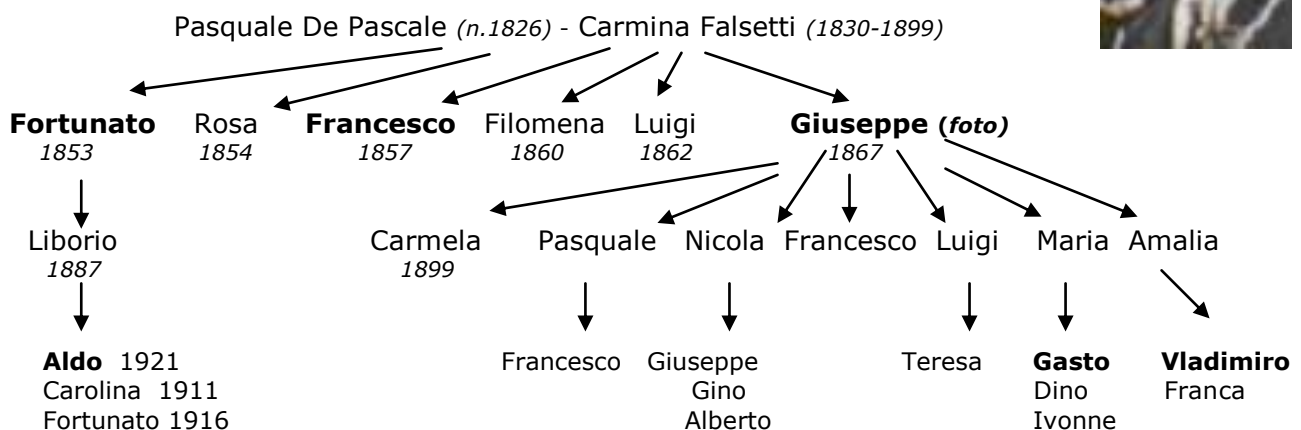 Pasquale De Pascale (n.1826) - Carmina Falsetti (1830-1899)
Fortunato Rosa Francesco Filomena Luigi Giuseppe (foto)
1853 1854 1857 1860 1862 1867
Liborio Carmela Pasquale Nicola Francesco Luigi Maria Amalia
1887 1899
Aldo 1921 Francesco Giuseppe Teresa Gasto Vladimiro
Carolina 1911 Gino Dino Franca
Fortunato 1916 Alberto Ivonne